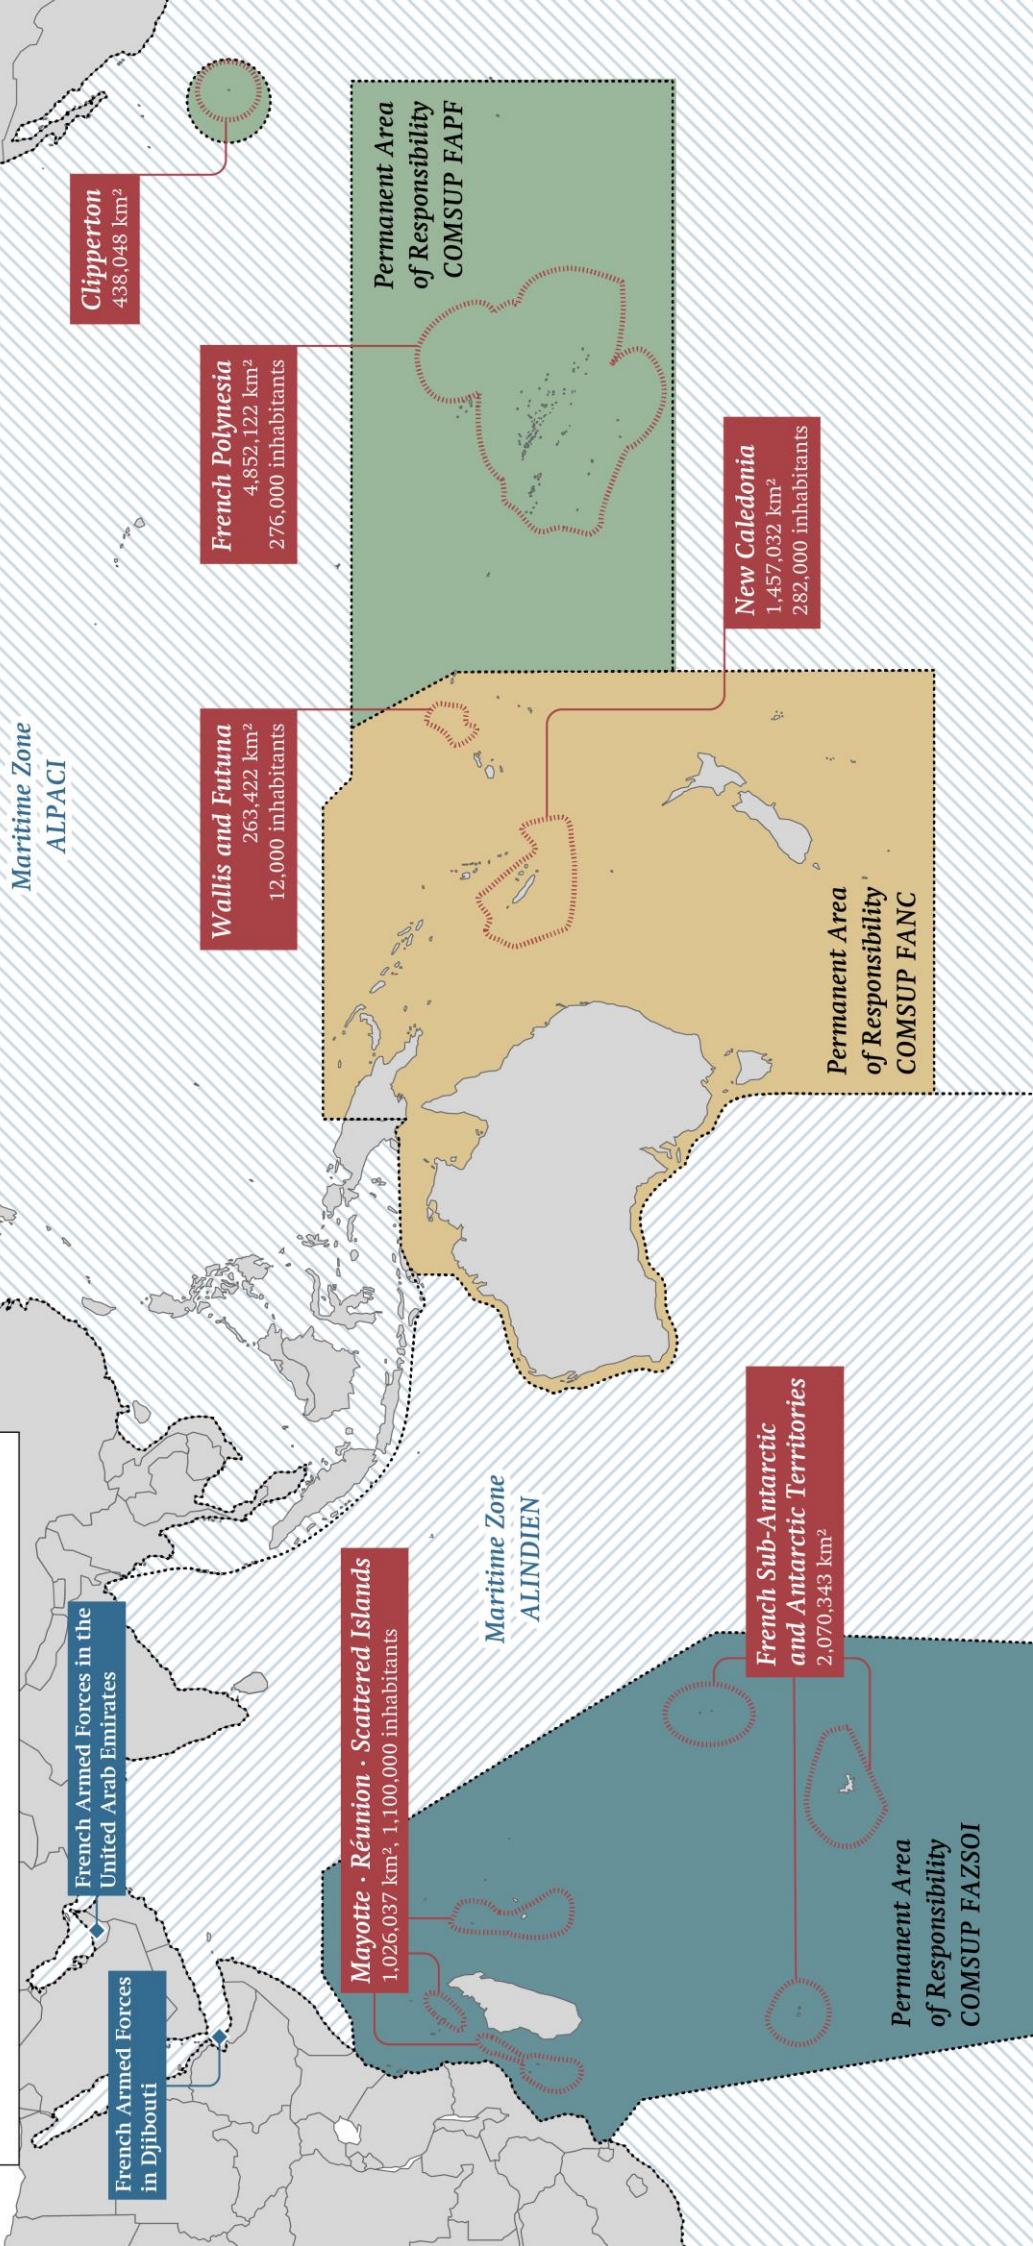 French Armed Forces
in Djibouti
French Armed Forces in the
United Arab Emirates
Mayotte · Réunion · Scattered Islands
1,026,037 km², 1,100,000 inhabitants
Permanent Area
of Responsibility
COMSUP FAZSOI
French Sub-Antarctic
and Antarctic Territories
2,070,343 km²
Maritime Zone
ALINDIEN
Maritime Zone
ALPACI
Wallis and Futuna
263,422 km²
12,000 inhabitants
Permanent Area
of Responsibility
COMSUP FANC
New Caledonia
1,457,032 km²
282,000 inhabitants
French Polynesia
4,852,122 km²
276,000 inhabitants
Permanent Area
of Responsibility
COMSUP FAPF
Clipperton
438,048 km²